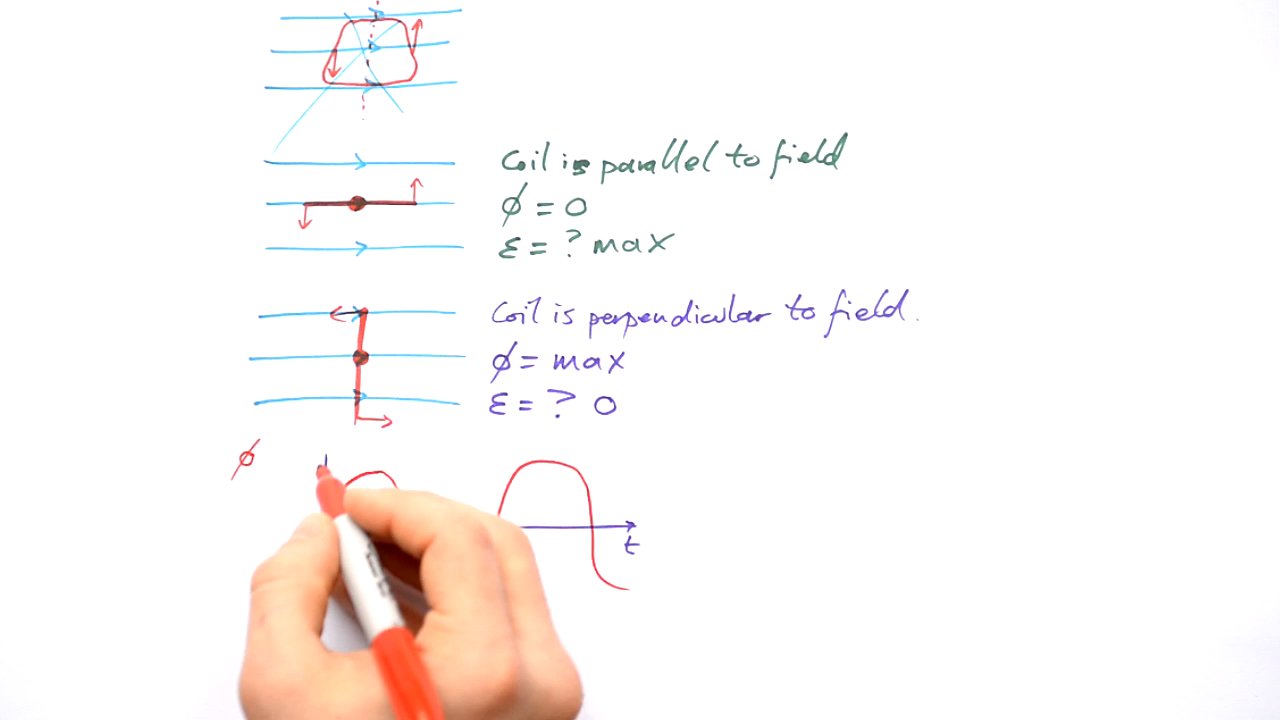 Coil is parallel to field
ϕ = 0
ε = ? max
Coil is perpendicular to field.
ϕ = max
ε = ? 0
ϕ
t